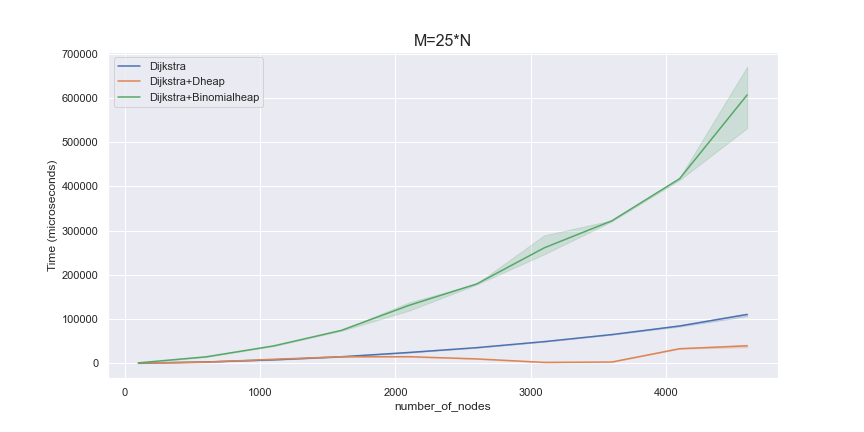 M=25*N
Dijkstra
Dijkstra+Dheap
Dijkstra+Binomialheap
Time (microseconds)
700000
600000
500000
400000
300000
200000
100000
0
0 1000 2000 3000 4000
number_of_nodes